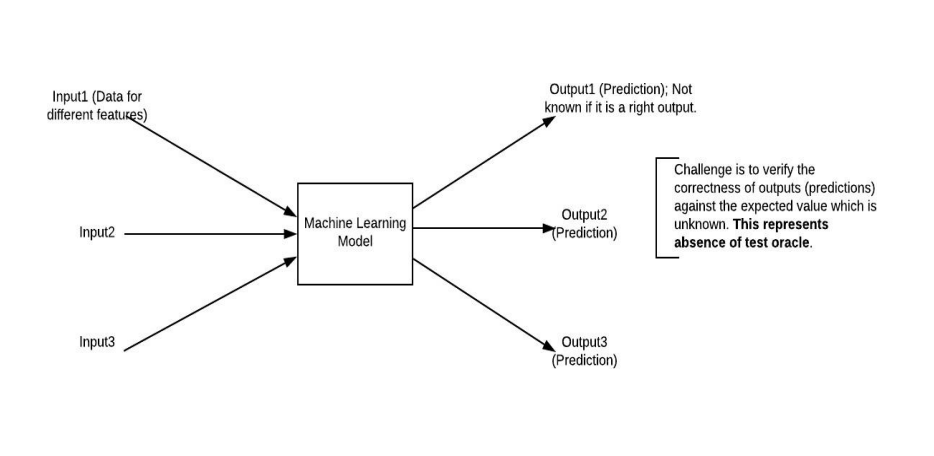 Input1 (Data for
different features)
Output1 (Prediction); Not
known if it is a right output.
Challenge is to verify the
correctness of outputs (predictions)
against the expected value which is
unknown. This represents
absence of test oracle.
Input2
Machine Learning
Model
Output2
(Prediction)
Input3
Output3
(Prediction)